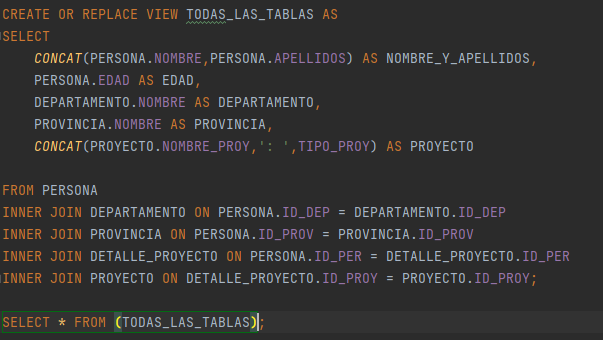 CREATE OR REPLACE VIEW TODAS_LAS_TABLAS AS
SELECT
CONCAT(PERSONA.NOMBRE,PERSONA.APELLIDOS) AS NOMBRE_Y_APELLIDOS,
PERSONA.EDAD AS EDAD,
DEPARTAMENTO.NOMBRE AS DEPARTAMENTO,
PROVINCIA.NOMBRE AS PROVINCIA,
CONCAT(PROYECTO.NOMBRE_PROY,': ',TIPO_PROY) AS PROYECTO
FROM PERSONA
INNER JOIN DEPARTAMENTO ON PERSONA.ID_DEP = DEPARTAMENTO.ID_DEP
INNER JOIN PROVINCIA ON PERSONA.ID_PROV = PROVINCIA.ID_PROV
INNER JOIN DETALLE_PROYECTO ON PERSONA.ID_PER = DETALLE_PROYECTO.ID_PER
INNER JOIN PROYECTO ON DETALLE_PROYECTO.ID_PROY = PROYECTO.ID_PROY;
SELECT * FROM (TODAS_LAS_TABLAS);